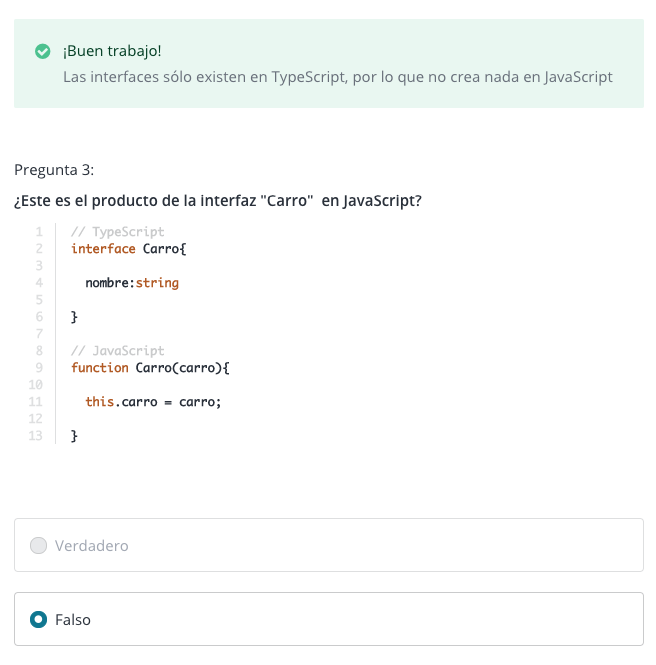 ¡Buen trabajo!
Las interfaces sólo existen en TypeScript, por lo que no crea nada en JavaScript
Pregunta 3:
¿Este es el producto de la interfaz "Carro"  en JavaScript?
1 // TypeScript
2 interface Carro{
3
4   nombre:string
5
6 }
7
8 // JavaScript
9 function Carro(carro){
10
11   this.carro = carro;
12
13 }
Verdadero
Falso